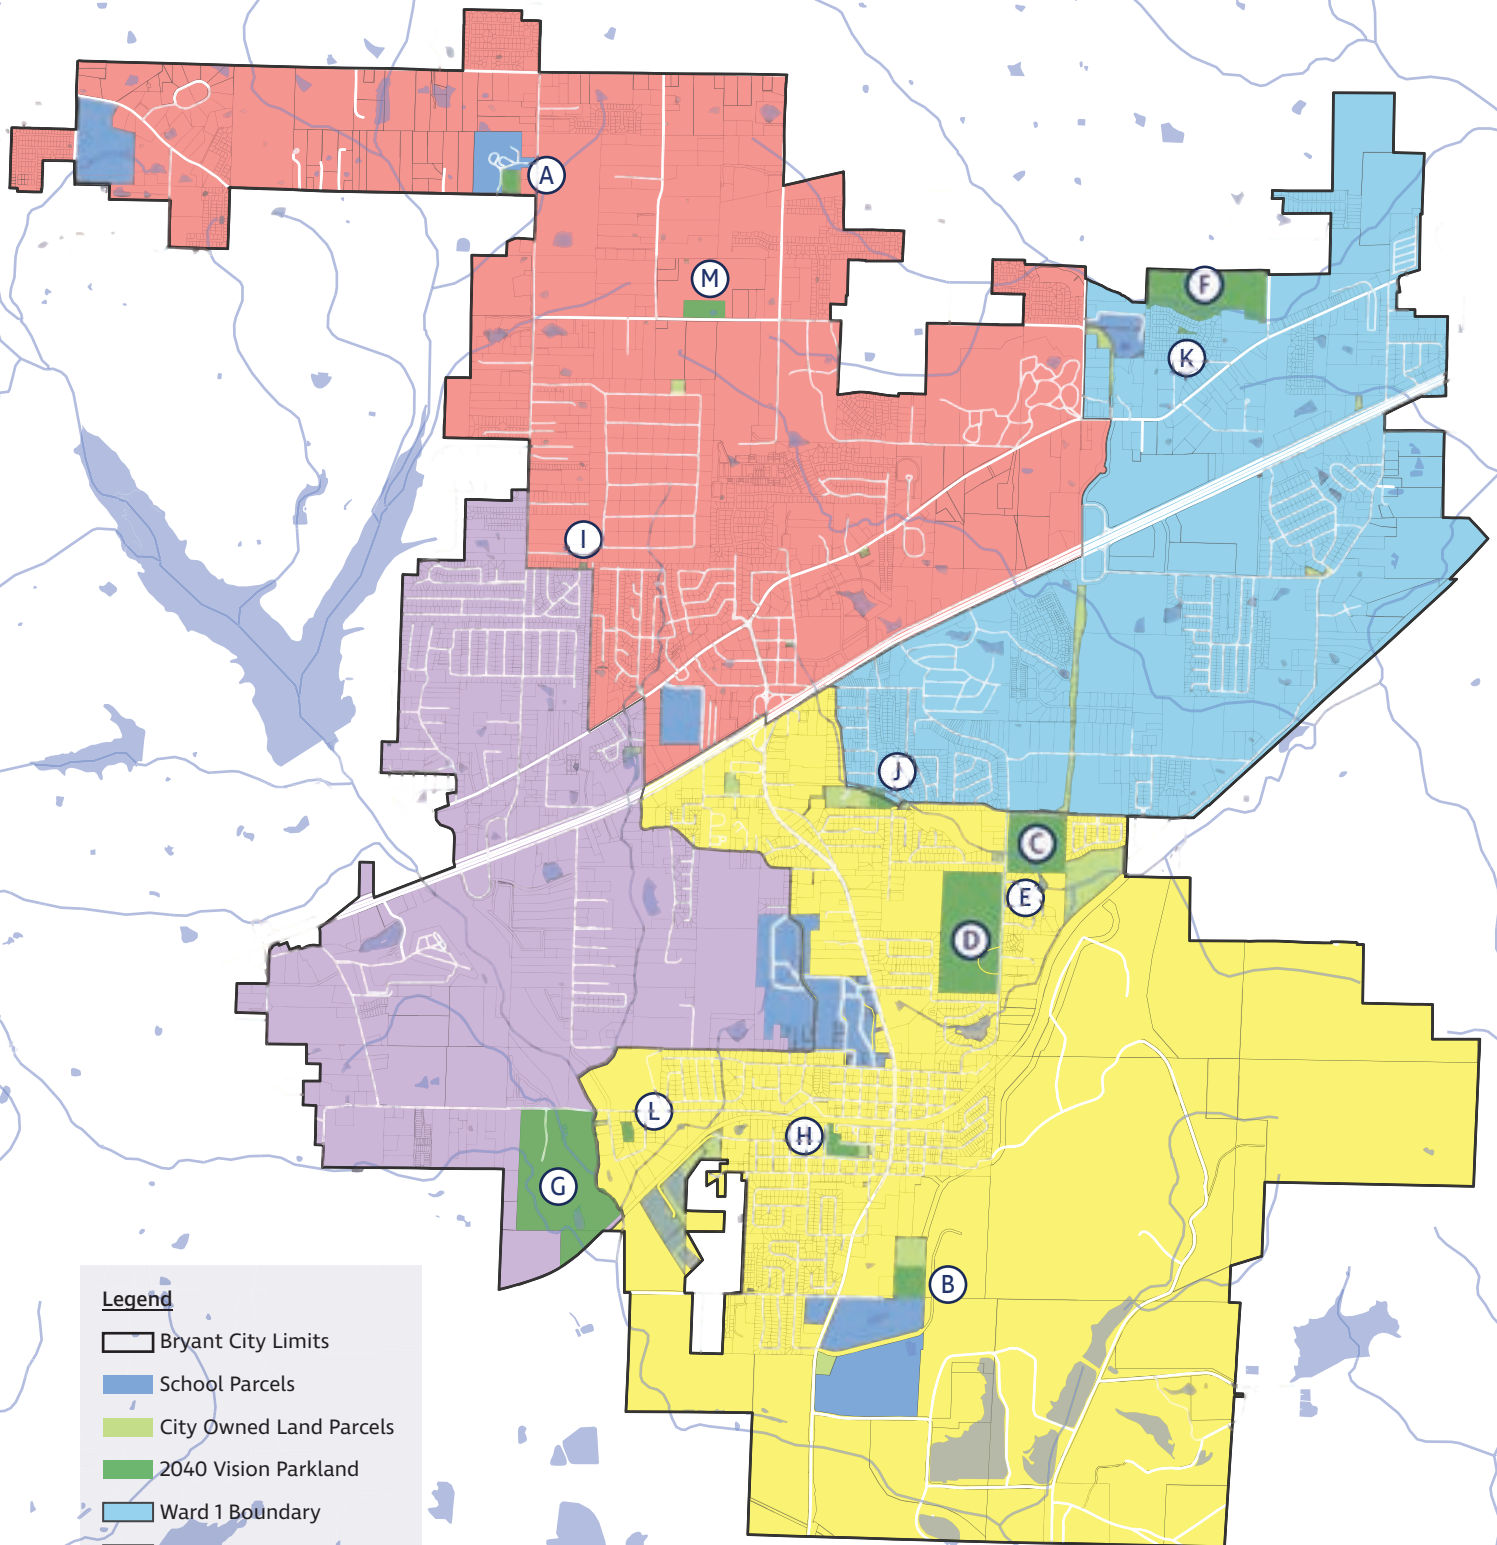 A
M
F
K
I
J
C
E
D
L
H
G
B
Legend
Bryant City Limits
School Parcels
City Owned Land Parcels
2040 Vision Parkland
Ward 1 Boundary